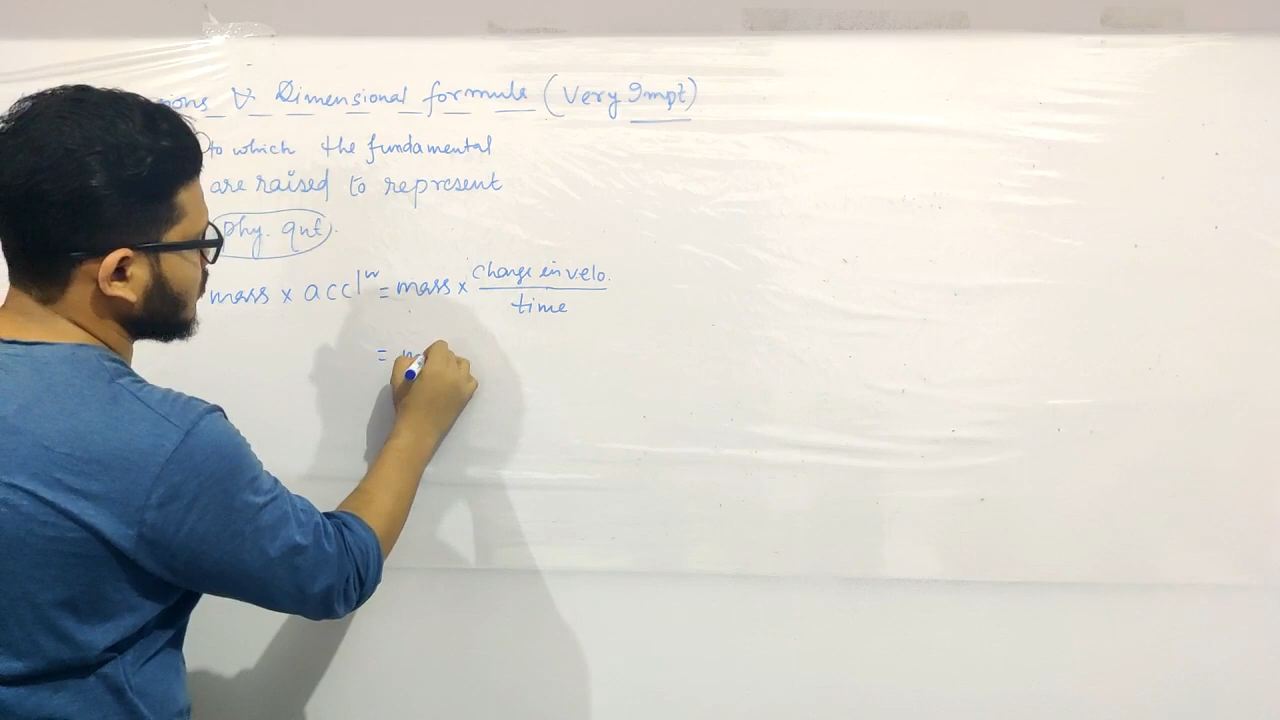 & Dimensional formula (Very Impt)
to which the fundamental
are raised to represent
phy. qnt.
mass × accl^n = mass × change in velo. / time
=